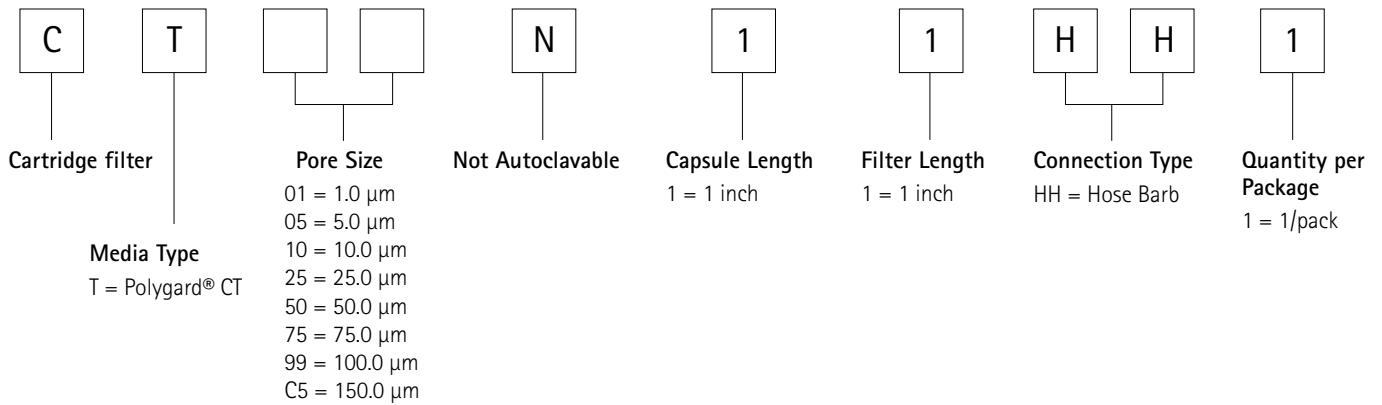 C T N 1 1 H H 1
Cartridge filter
Media Type
T = Polygard® CT
Pore Size
01 = 1.0 µm
05 = 5.0 µm
10 = 10.0 µm
25 = 25.0 µm
50 = 50.0 µm
75 = 75.0 µm
99 = 100.0 µm
C5 = 150.0 µm
Not Autoclavable
Capsule Length
1 = 1 inch
Filter Length
1 = 1 inch
Connection Type
HH = Hose Barb
Quantity per
Package
1 = 1/pack